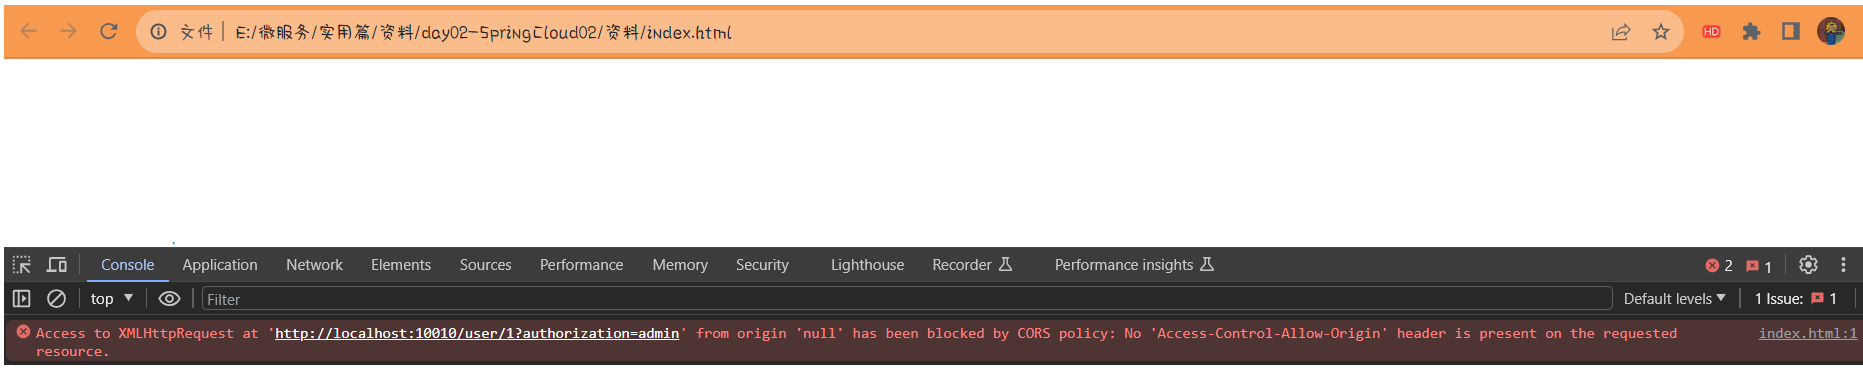 文件 | E:/微服务/实用篇/资料/day02-SpringCloud02/资料/index.html HD
Console Application Network Elements Sources Performance Memory Security Lighthouse Recorder Performance insights 2 1
top Filter Default levels 1 Issue: 1
Access to XMLHttpRequest at 'http://localhost:10010/user/1?authorization=admin' from origin 'null' has been blocked by CORS policy: No 'Access-Control-Allow-Origin' header is present on the requested index.html:1
resource.